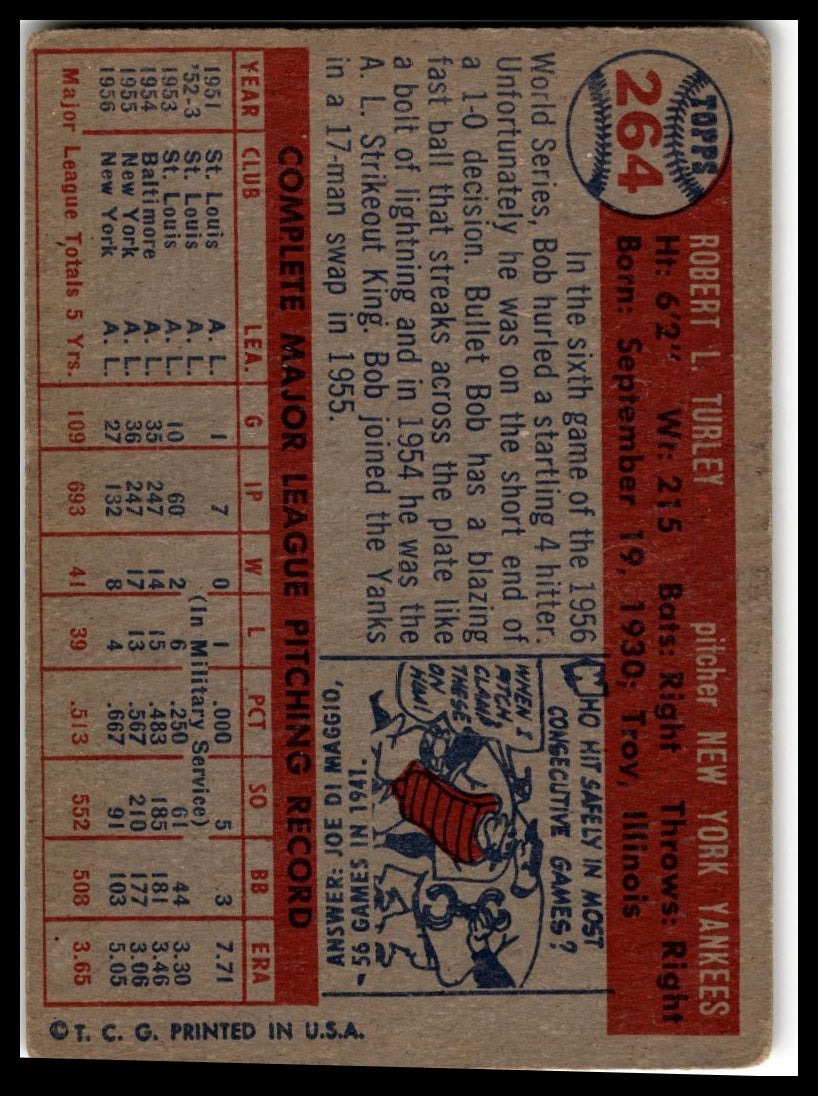 TOPPS
264
ROBERT L. TURLEY pitcher NEW YORK YANKEES
Ht: 6'2" Wt: 215 Bats: Right Throws: Right
Born: September 19, 1930; Troy, Illinois
In the sixth game of the 1956
World Series, Bob hurled a startling 4 hitter.
Unfortunately he was on the short end of
a 1-0 decision. Bullet Bob has a blazing
fast ball that streaks across the plate like
a bolt of lightning and in 1954 he was the
A. L. Strikeout King. Bob joined the Yanks
in a 17-man swap in 1955.
WHO HIT SAFELY IN MOST
CONSECUTIVE GAMES?
WHEN I
PITCH,
CLAMP
THESE
ON
HIM!
ANSWER: JOE DI MAGGIO,
-56 GAMES IN 1941.
COMPLETE MAJOR LEAGUE PITCHING RECORD
YEAR CLUB LEA. G IP W L PCT SO BB ERA
1951 St. Louis A. L. 1 7 0 1 .000 5 3 7.71
'52-3 St. Louis A. L. (In Military Service)
1953 St. Louis A. L. 10 60 2 6 .250 61 44 3.30
1954 Baltimore A. L. 35 247 14 15 .483 185 181 3.46
1955 New York A. L. 36 247 17 13 .567 210 177 3.06
1956 New York A. L. 27 132 8 4 .667 91 103 5.05
Major League Totals 5 Yrs. 109 693 41 39 .513 552 508 3.65
© T. C. G. PRINTED IN U.S.A.